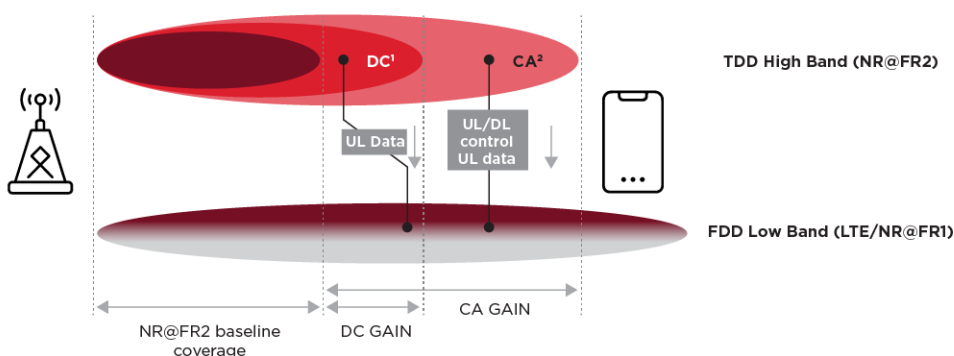 DC¹
CA²
TDD High Band (NR@FR2)
UL Data
UL/DL
control
UL data
FDD Low Band (LTE/NR@FR1)
CA GAIN
NR@FR2 baseline
coverage
DC GAIN